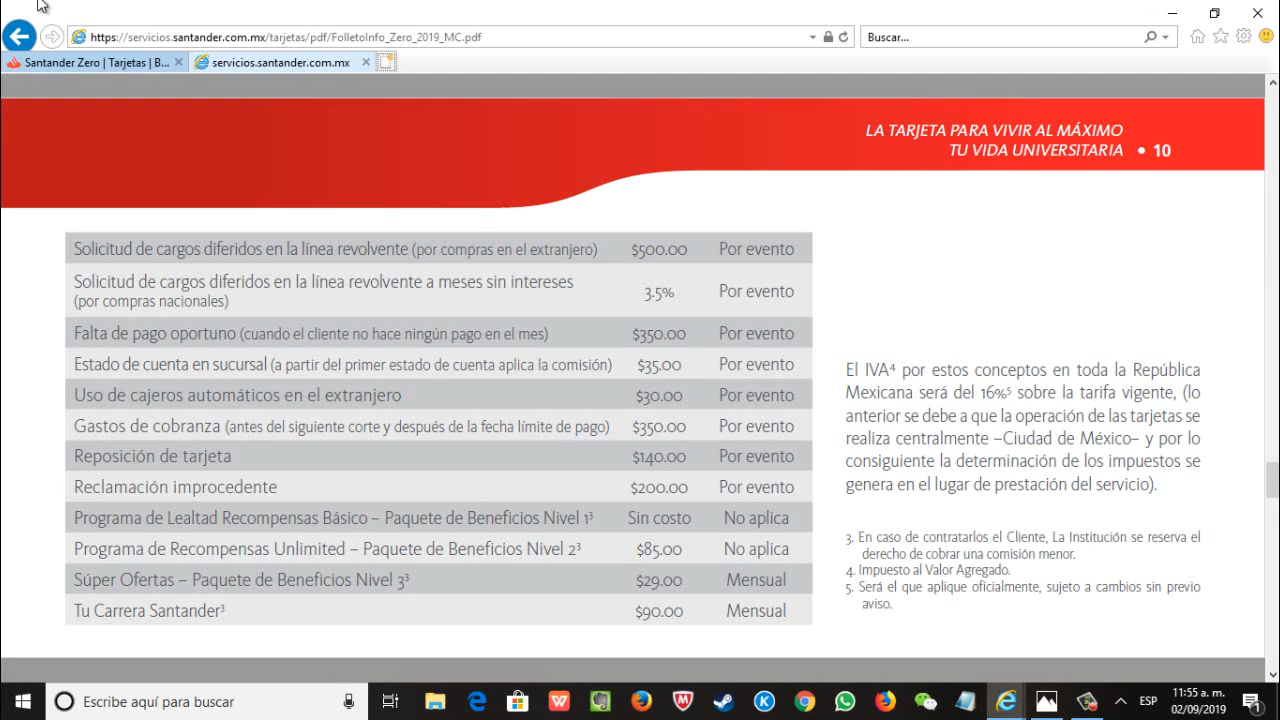 https://servicios.santander.com.mx/tarjetas/pdf/FolletoInfo_Zero_2019_MC.pdf
Buscar...
Santander Zero | Tarjetas | B...
servicios.santander.com.mx
LA TARJETA PARA VIVIR AL MÁXIMO
TU VIDA UNIVERSITARIA • 10
Solicitud de cargos diferidos en la línea revolvente (por compras en el extranjero) $500.00 Por evento
Solicitud de cargos diferidos en la línea revolvente a meses sin intereses
(por compras nacionales) 3.5% Por evento
Falta de pago oportuno (cuando el cliente no hace ningún pago en el mes) $350.00 Por evento
Estado de cuenta en sucursal (a partir del primer estado de cuenta aplica la comisión) $35.00 Por evento
Uso de cajeros automáticos en el extranjero $30.00 Por evento
Gastos de cobranza (antes del siguiente corte y después de la fecha límite de pago) $350.00 Por evento
Reposición de tarjeta $140.00 Por evento
Reclamación improcedente $200.00 Por evento
Programa de Lealtad Recompensas Básico – Paquete de Beneficios Nivel 1³ Sin costo No aplica
Programa de Recompensas Unlimited – Paquete de Beneficios Nivel 2³ $85.00 No aplica
Súper Ofertas – Paquete de Beneficios Nivel 3³ $29.00 Mensual
Tu Carrera Santander³ $90.00 Mensual
El IVA⁴ por estos conceptos en toda la República
Mexicana será del 16%⁵ sobre la tarifa vigente, (lo
anterior se debe a que la operación de las tarjetas se
realiza centralmente –Ciudad de México– y por lo
consiguiente la determinación de los impuestos se
genera en el lugar de prestación del servicio).
3. En caso de contratarlos el Cliente, La Institución se reserva el
derecho de cobrar una comisión menor.
4. Impuesto al Valor Agregado.
5. Será el que aplique oficialmente, sujeto a cambios sin previo
aviso.
Escribe aquí para buscar
ESP
11:55 a. m.
02/09/2019
1